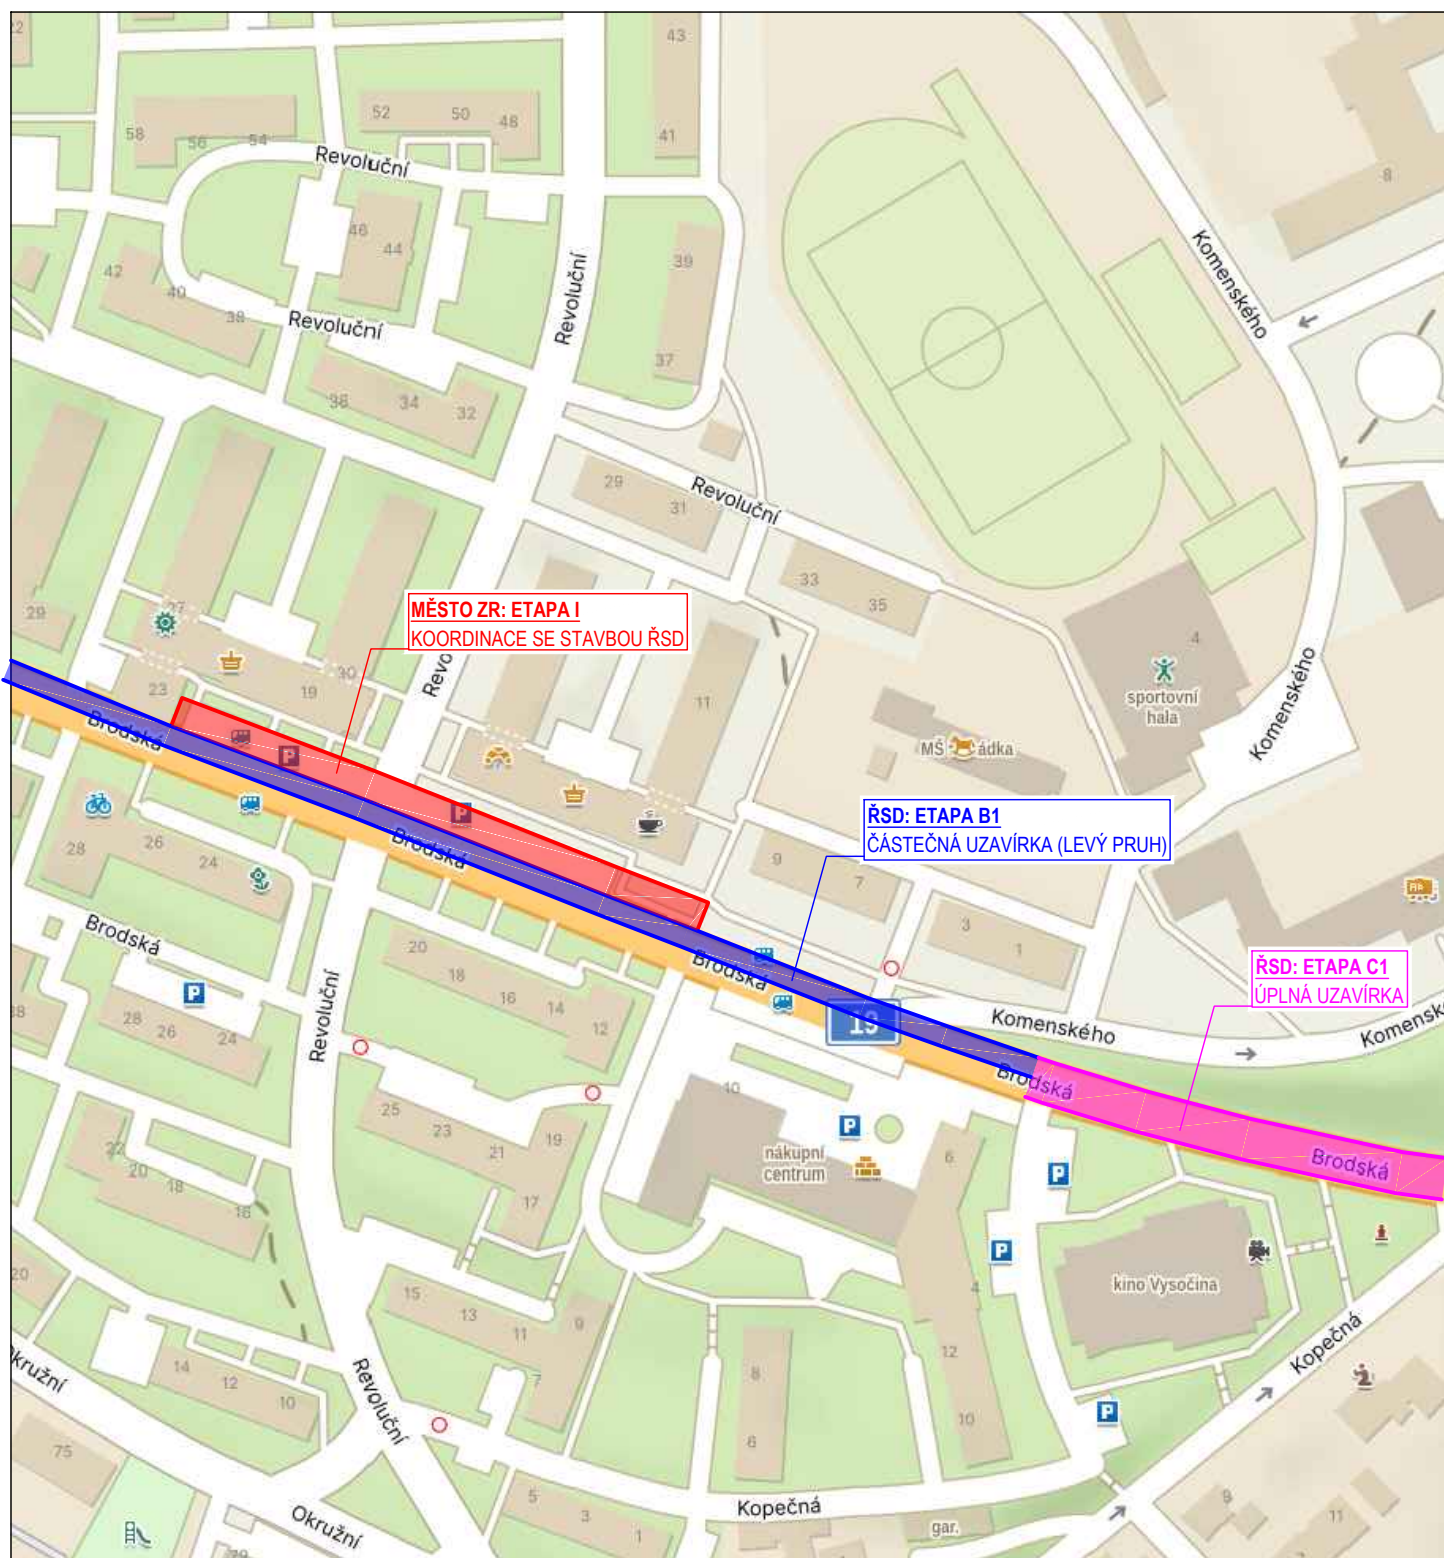 22
43
58
56
54
52
50
48
41
Revoluční
8
46
44
39
42
40
38
Revoluční
Revoluční
Komenského
37
36
34
32
29
31
Revoluční
33
35
27
29
MĚSTO ZR: ETAPA I
KOORDINACE SE STAVBOU ŘSD
4
sportovní
hala
Komenského
23
19
30
Revo
11
Brodská
P
MŠ
ádka
P
ŘSD: ETAPA B1
ČÁSTEČNÁ UZAVÍRKA (LEVÝ PRUH)
28
26
24
Brodská
9
7
3
1
Brodská
20
18
16
14
12
Brodská
ŘSD: ETAPA C1
ÚPLNÁ UZAVÍRKA
P
28
26
24
38
Revoluční
19
Komenského
Komensk
Brodská
Brodská
25
23
21
19
17
10
P
nákupní
centrum
6
P
22
20
18
16
P
kino Vysočina
4
20
15
13
11
9
7
12
10
8
6
14
12
10
Kopečná
kružní
Revoluční
P
75
Okružní
5
3
1
Kopečná
gar.
9
11
79